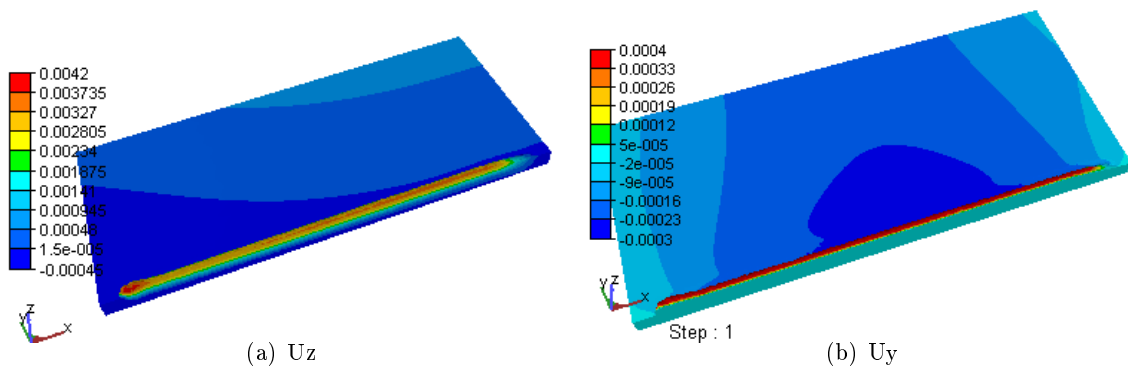 0.0042
0.003735
0.00327
0.002805
0.00234
0.001875
0.00141
0.000945
0.00048
1.5e-005
-0.00045
y z x
(a) Uz
0.0004
0.00033
0.00026
0.00019
0.00012
5e-005
-2e-005
-9e-005
-0.00016
-0.00023
-0.0003
y z x
Step : 1
(b) Uy